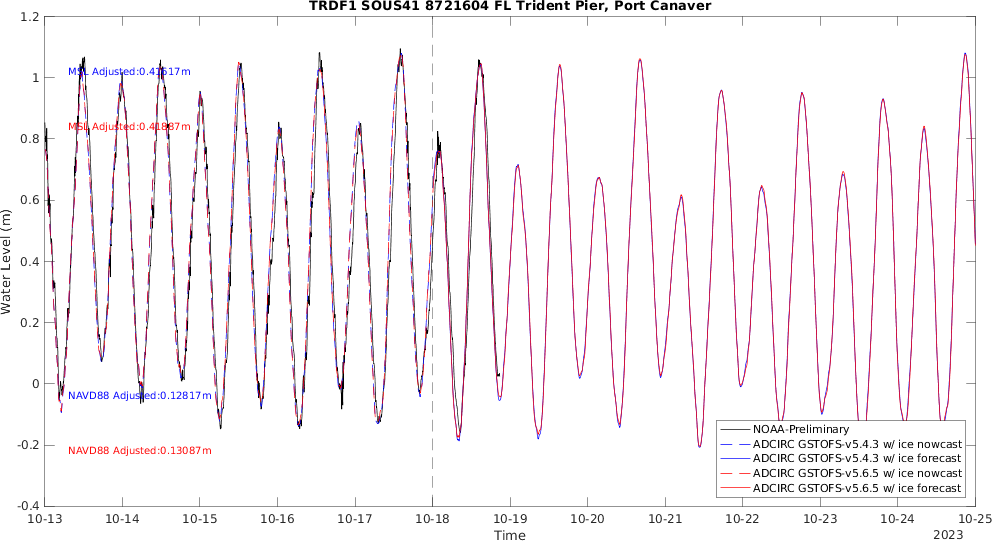 TRDF1 SOUS41 8721604 FL Trident Pier, Port Canaver
1.2
1
0.8
0.6
0.4
0.2
0
-0.2
-0.4
Water Level (m)
MSL Adjusted:0.41617m
MSL Adjusted:0.41887m
NAVD88 Adjusted:0.12817m
NAVD88 Adjusted:0.13087m
NOAA-Preliminary
ADCIRC GSTOFS-v5.4.3 w/ ice nowcast
ADCIRC GSTOFS-v5.4.3 w/ ice forecast
ADCIRC GSTOFS-v5.6.5 w/ ice nowcast
ADCIRC GSTOFS-v5.6.5 w/ ice forecast
10-13 10-14 10-15 10-16 10-17 10-18 10-19 10-20 10-21 10-22 10-23 10-24 10-25
Time
2023